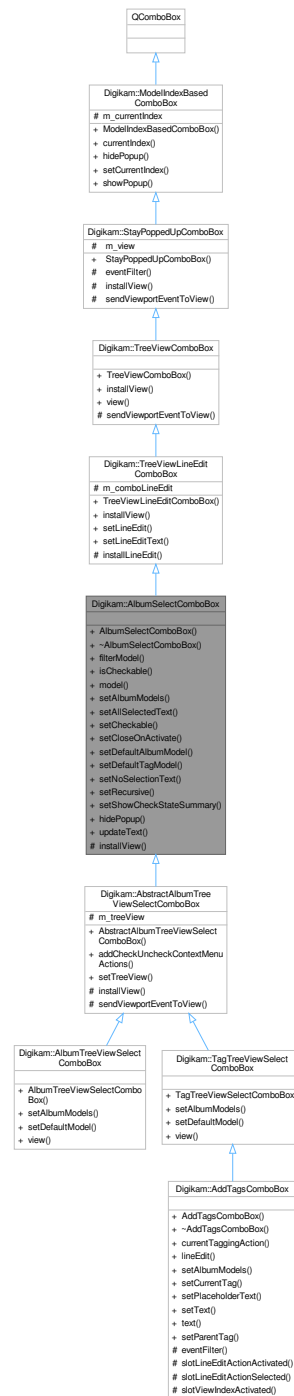 QComboBox
Digikam::ModelIndexBased
ComboBox
# m_currentIndex
+ ModelIndexBasedComboBox()
+ currentIndex()
+ hidePopup()
+ setCurrentIndex()
+ showPopup()
Digikam::StayPoppedUpComboBox
# m_view
+ StayPoppedUpComboBox()
# eventFilter()
# installView()
# sendViewportEventToView()
Digikam::TreeViewComboBox
+ TreeViewComboBox()
+ installView()
+ view()
# sendViewportEventToView()
Digikam::TreeViewLineEdit
ComboBox
# m_comboLineEdit
+ TreeViewLineEditComboBox()
+ installView()
+ setLineEdit()
+ setLineEditText()
# installLineEdit()
Digikam::AlbumSelectComboBox
+ AlbumSelectComboBox()
+ ~AlbumSelectComboBox()
+ filterModel()
+ isCheckable()
+ model()
+ setAlbumModels()
+ setAllSelectedText()
+ setCheckable()
+ setCloseOnActivate()
+ setDefaultAlbumModel()
+ setDefaultTagModel()
+ setNoSelectionText()
+ setRecursive()
+ setShowCheckStateSummary()
+ hidePopup()
+ updateText()
# installView()
Digikam::AbstractAlbumTree
ViewSelectComboBox
# m_treeView
+ AbstractAlbumTreeViewSelect
ComboBox()
+ addCheckUncheckContextMenu
Actions()
+ setTreeView()
# installView()
# sendViewportEventToView()
Digikam::AlbumTreeViewSelect
ComboBox
+ AlbumTreeViewSelectCombo
Box()
+ setAlbumModels()
+ setDefaultModel()
+ view()
Digikam::TagTreeViewSelect
ComboBox
+ TagTreeViewSelectComboBox
+ setAlbumModels()
+ setDefaultModel()
+ view()
Digikam::AddTagsComboBox
+ AddTagsComboBox()
+ ~AddTagsComboBox()
+ currentTaggingAction()
+ lineEdit()
+ setAlbumModels()
+ setCurrentTag()
+ setPlaceholderText()
+ setText()
+ text()
+ setParentTag()
# eventFilter()
# slotLineEditActionActivated()
# slotLineEditActionSelected()
# slotViewIndexActivated()